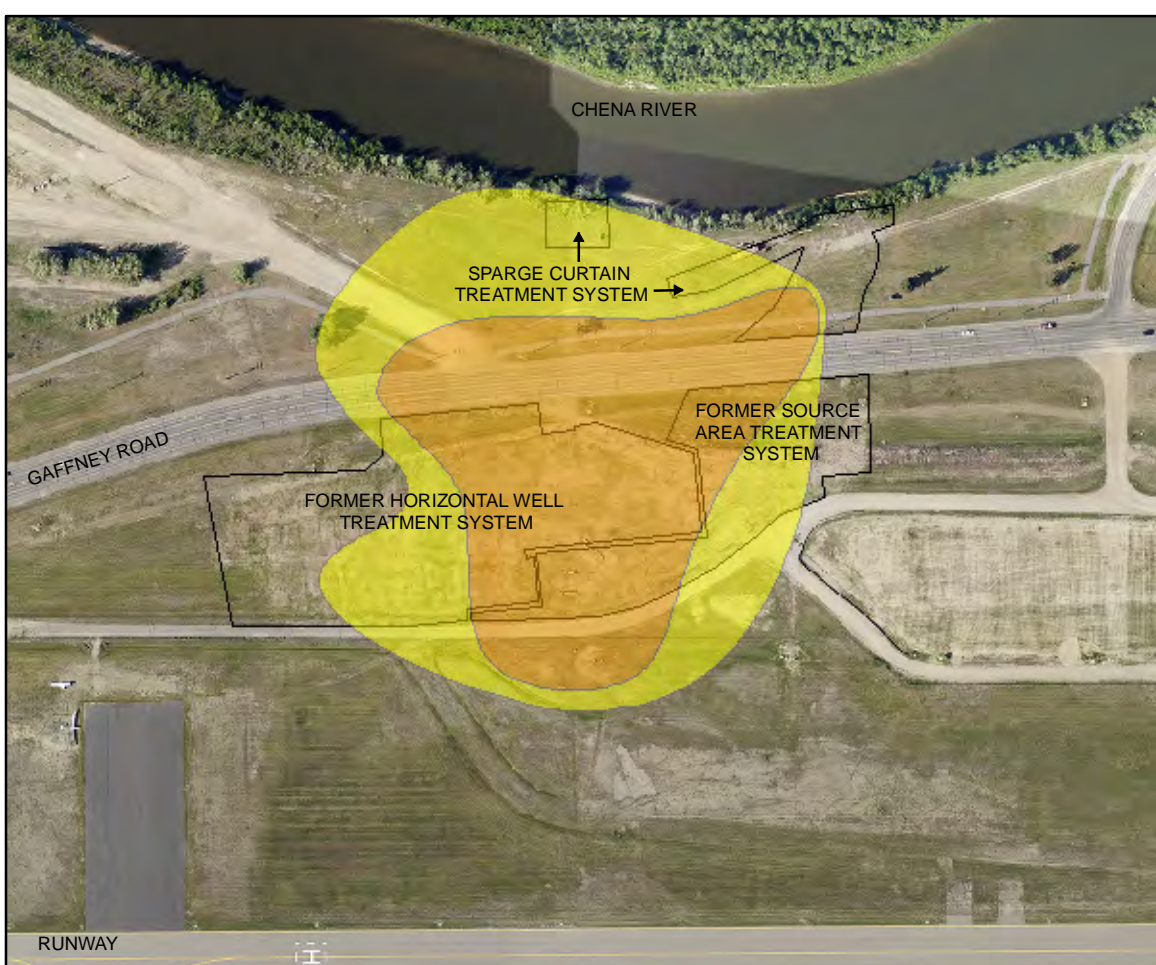 CHENA RIVER
SPARGE CURTAIN
TREATMENT SYSTEM
FORMER SOURCE
AREA TREATMENT
SYSTEM
GAFFNEY ROAD
FORMER HORIZONTAL WELL
TREATMENT SYSTEM
RUNWAY